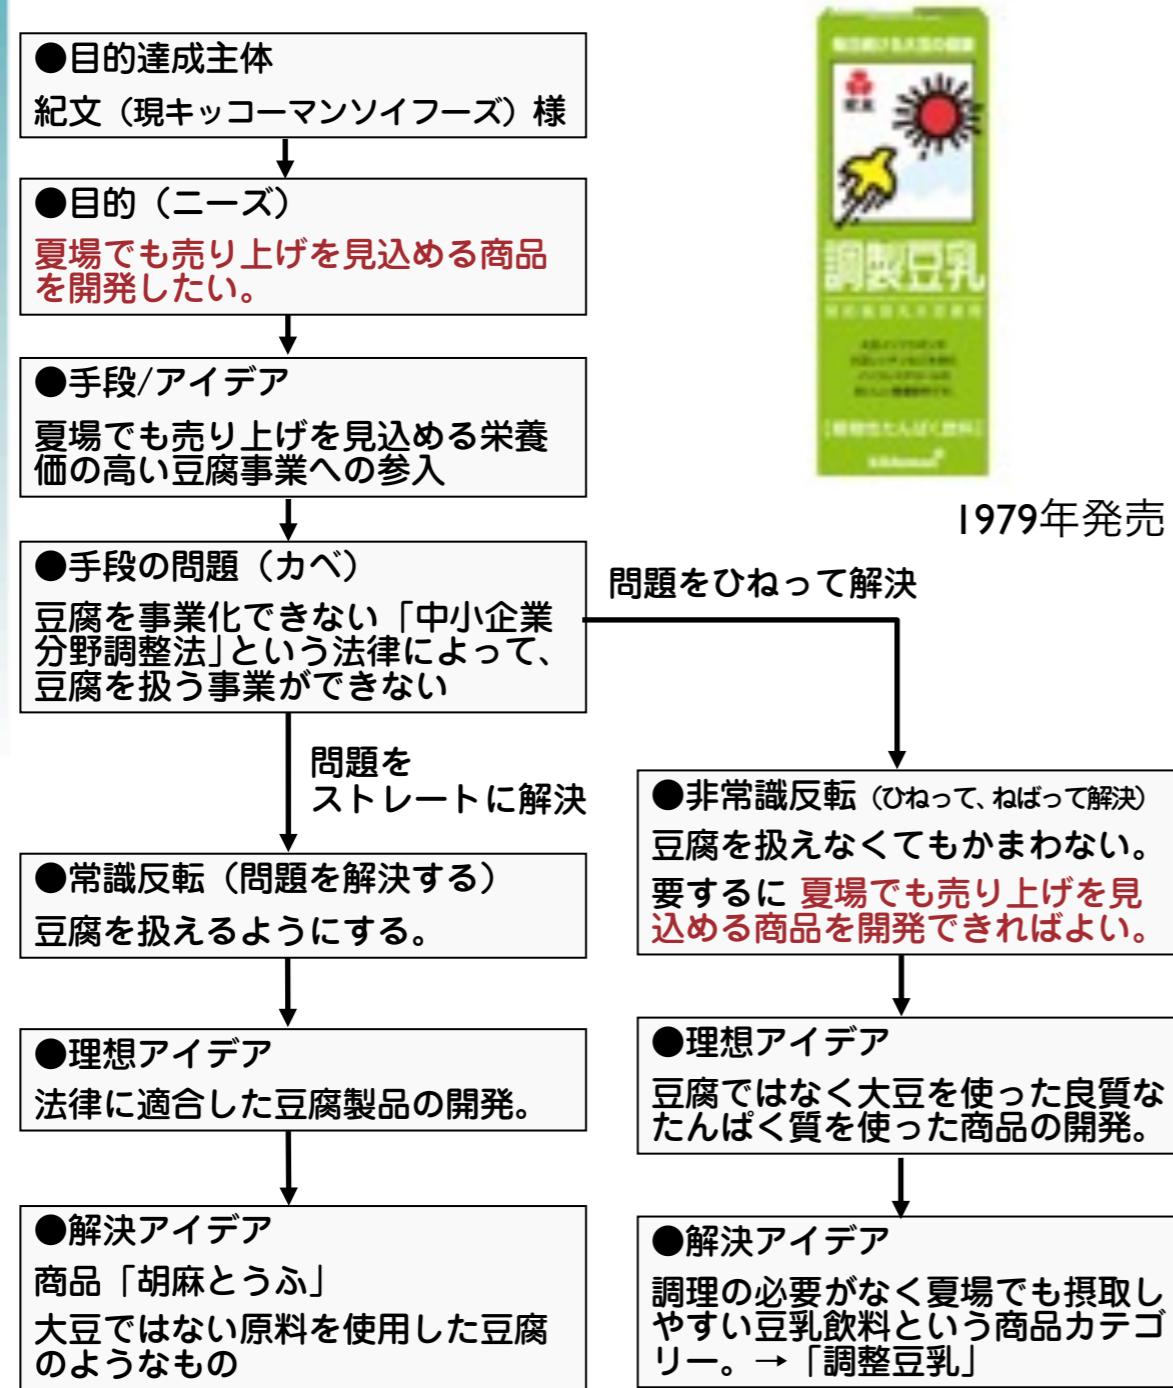 ●目的達成主体
紀文（現キッコーマンソイフーズ）様
●目的（ニーズ）
夏場でも売り上げを見込める商品
を開発したい。
●手段/アイデア
夏場でも売り上げを見込める栄養
価の高い豆腐事業への参入
●手段の問題（カベ）
豆腐を事業化できない「中小企業
分野調整法」という法律によって、
豆腐を扱う事業ができない
問題を
ストレートに解決
●常識反転（問題を解決する）
豆腐を扱えるようにする。
●理想アイデア
法律に適合した豆腐製品の開発。
●解決アイデア
商品「胡麻とうふ」
大豆ではない原料を使用した豆腐
のようなもの
調製豆乳
1979年発売
問題をひねって解決
●非常識反転（ひねって、ねばって解決）
豆腐を扱えなくてもかまわない。
要するに 夏場でも売り上げを見
込める商品を開発できればよい。
●理想アイデア
豆腐ではなく大豆を使った良質な
たんぱく質を使った商品の開発。
●解決アイデア
調理の必要がなく夏場でも摂取し
やすい豆乳飲料という商品カテゴ
リー。→「調整豆乳」